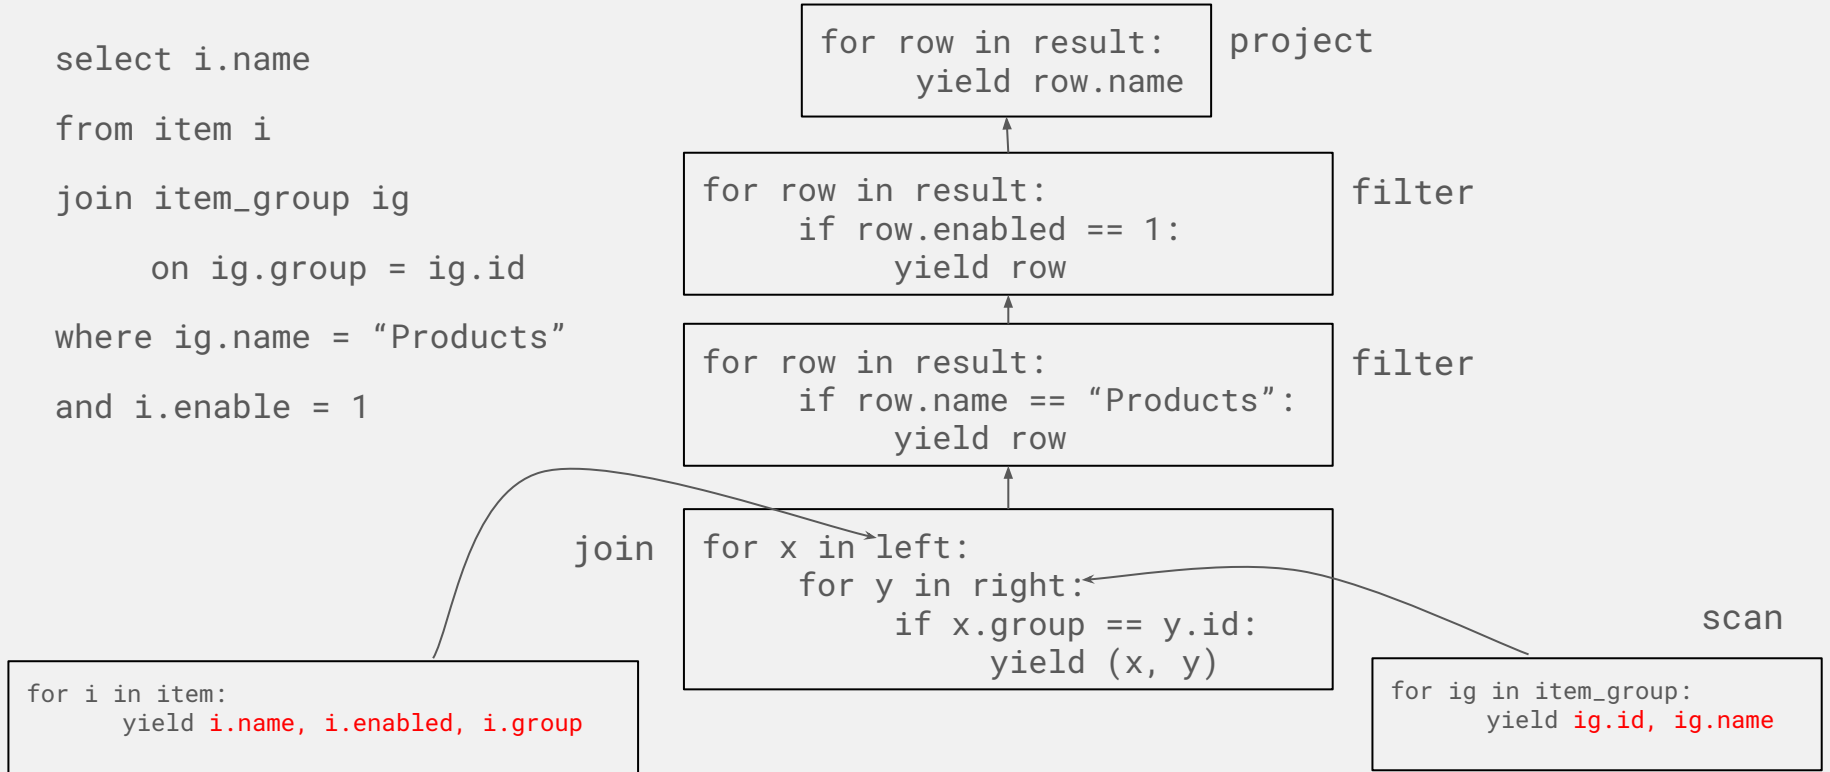 select i.name
from item i
join item_group ig
on ig.group = ig.id
where ig.name = “Products”
and i.enable = 1
for row in result:
yield row.name
project
for row in result:
if row.enabled == 1:
yield row
filter
for row in result:
if row.name == “Products”:
yield row
filter
join
for x in left:
for y in right:
if x.group == y.id:
yield (x, y)
scan
for i in item:
yield i.name, i.enabled, i.group
for ig in item_group:
yield ig.id, ig.name